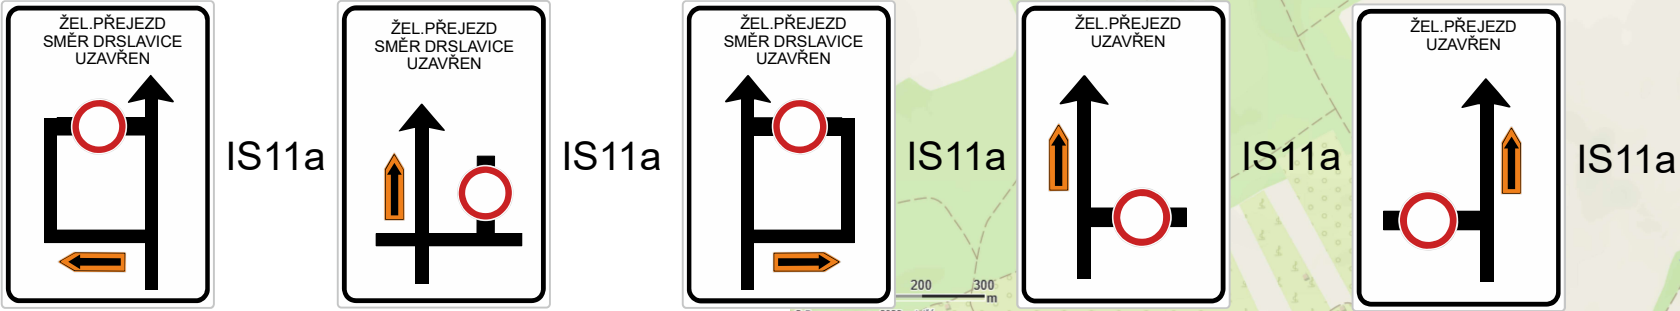 ŽEL.PŘEJEZD
SMĚR DRSLAVICE
UZAVŘEN
IS11a
ŽEL.PŘEJEZD
SMĚR DRSLAVICE
UZAVŘEN
IS11a
ŽEL.PŘEJEZD
SMĚR DRSLAVICE
UZAVŘEN
IS11a
200 300
m
ŽEL.PŘEJEZD
UZAVŘEN
IS11a
ŽEL.PŘEJEZD
UZAVŘEN
IS11a